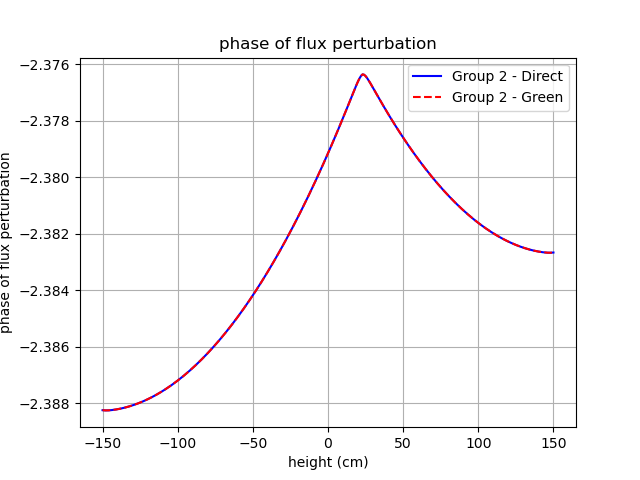 phase of flux perturbation
Group 2 - Direct
Group 2 - Green
phase of flux perturbation
−2.376
−2.378
−2.380
−2.382
−2.384
−2.386
−2.388
−150
−100
−50
0
50
100
150
height (cm)